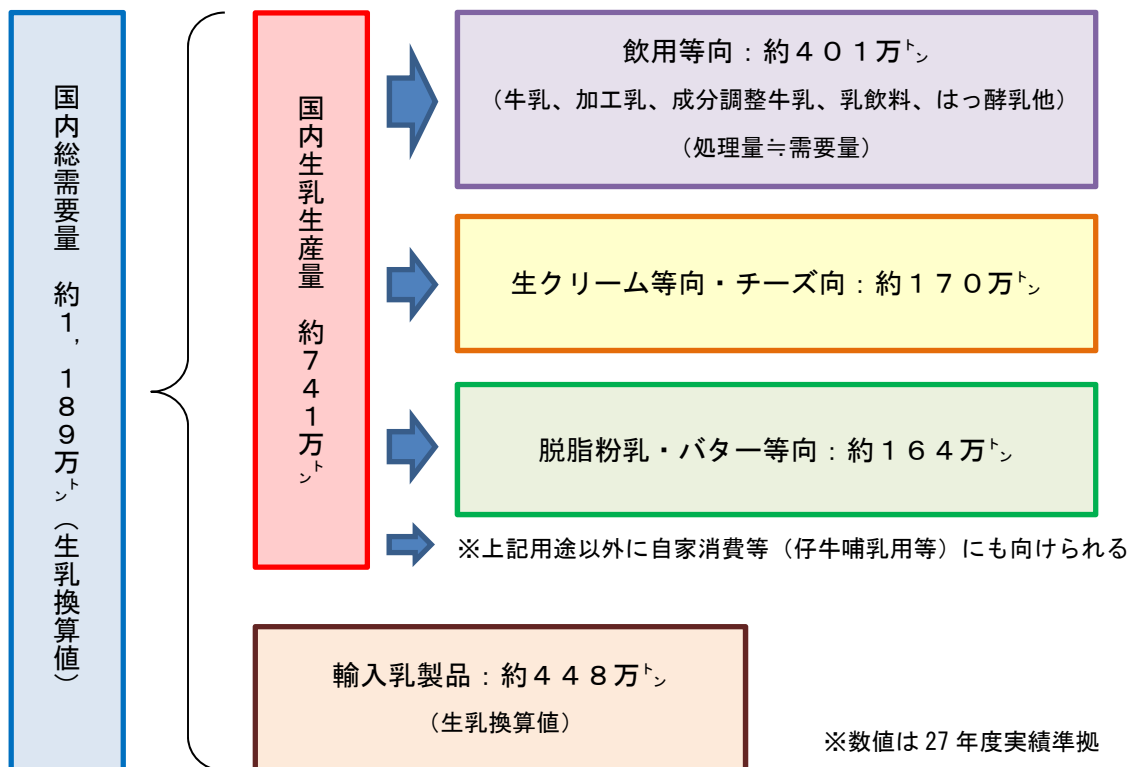 国内総需要量　約１，１８９万㌧（生乳換算値）
国内生乳生産量　約７４１万㌧
飲用等向：約４０１万㌧
（牛乳、加工乳、成分調整牛乳、乳飲料、はっ酵乳他）
（処理量≒需要量）
生クリーム等向・チーズ向：約１７０万㌧
脱脂粉乳・バター等向：約１６４万㌧
※上記用途以外に自家消費等（仔牛哺乳用等）にも向けられる
輸入乳製品：約４４８万㌧
（生乳換算値）
※数値は 27 年度実績準拠